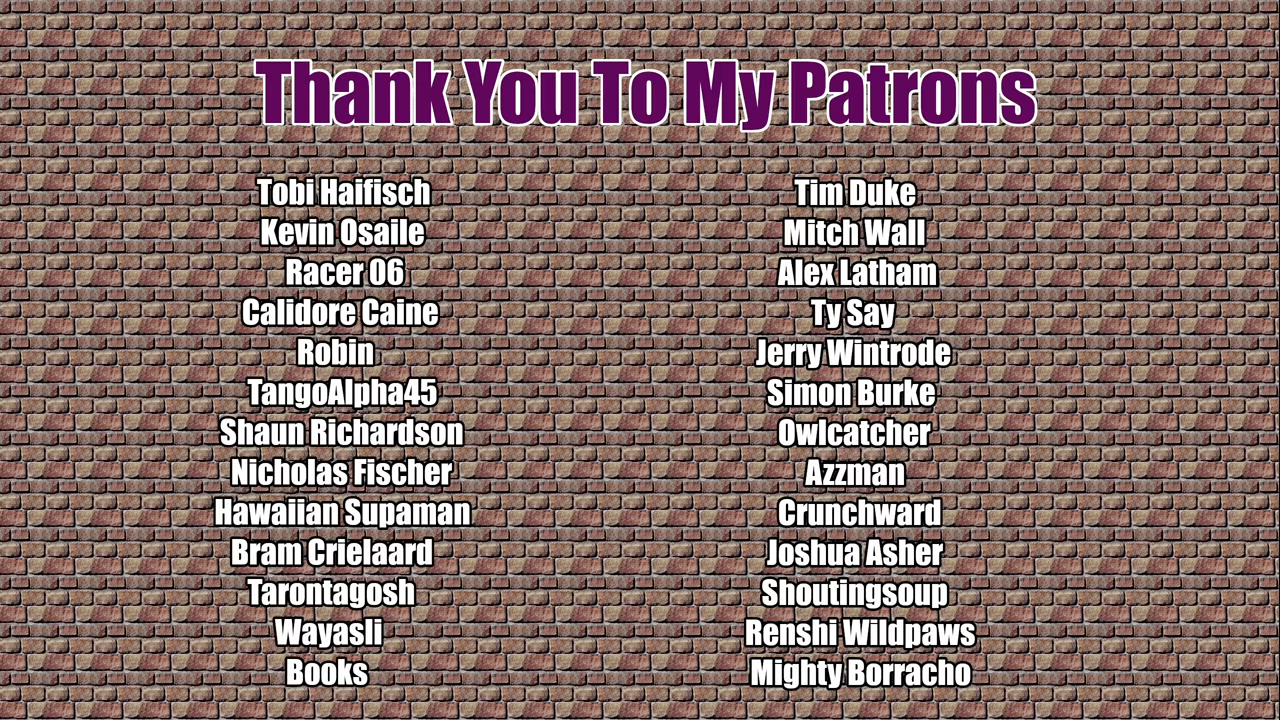 Thank You To My Patrons
Tobi Haifisch
Kevin Osaile
Racer 06
Calidore Caine
Robin
TangoAlpha45
Shaun Richardson
Nicholas Fischer
Hawaiian Supaman
Bram Crielaard
Tarontagosh
Wayasli
Books
Tim Duke
Mitch Wall
Alex Latham
Ty Say
Jerry Wintrode
Simon Burke
Owlcatcher
Azzman
Crunchward
Joshua Asher
Shoutingsoup
Renshi Wildpaws
Mighty Borracho